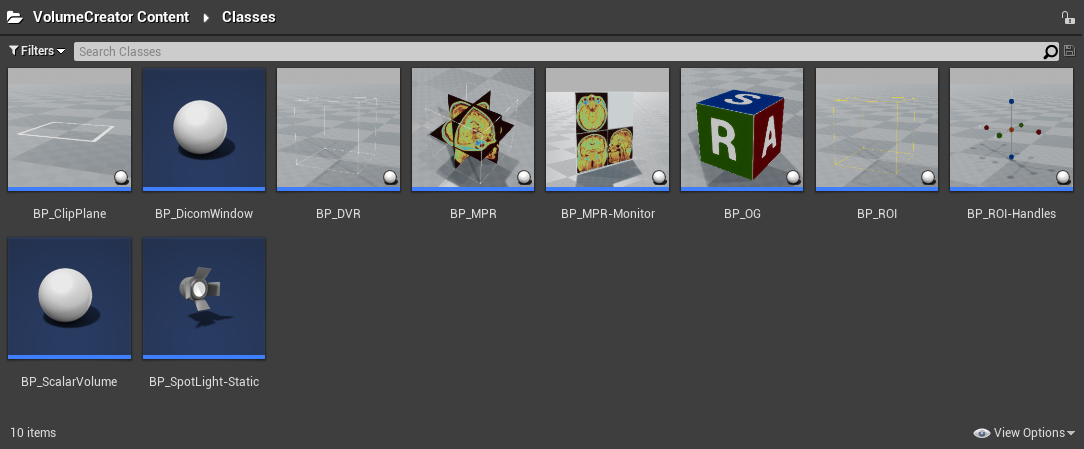 VolumeCreator Content Classes
Filters Search Classes
S
R A
BP_ClipPlane BP_DicomWindow BP_DVR BP_MPR BP_MPR-Monitor BP_OG BP_ROI BP_ROI-Handles
BP_ScalarVolume BP_SpotLight-Static
10 items View Options